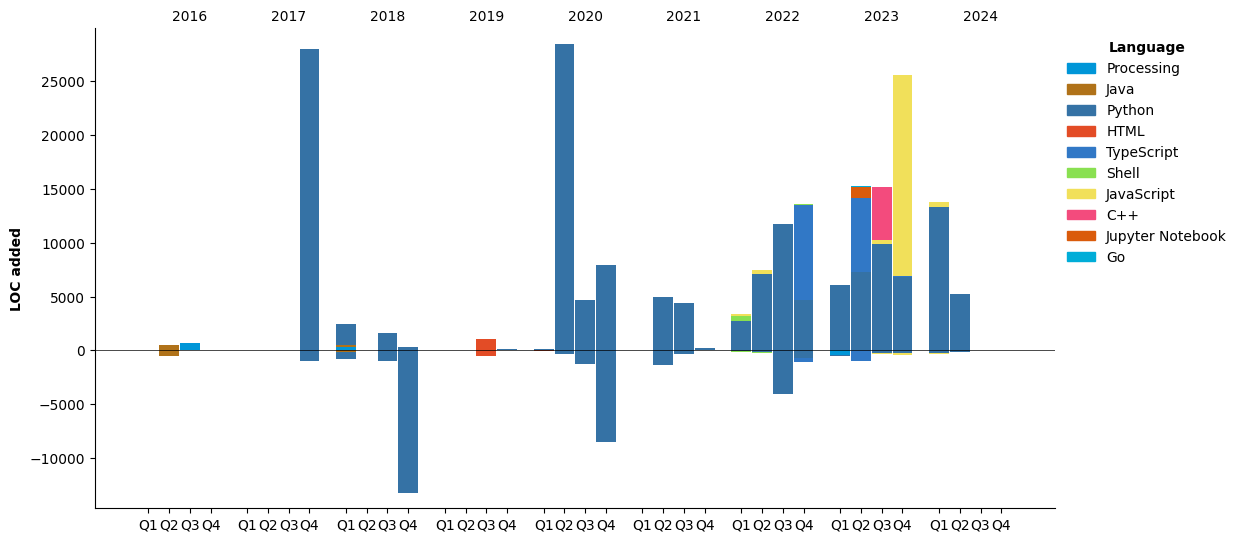 2016 2017 2018 2019 2020 2021 2022 2023 2024
LOC added
25000
20000
15000
10000
5000
0
−5000
−10000
Q1 Q2 Q3 Q4 Q1 Q2 Q3 Q4 Q1 Q2 Q3 Q4 Q1 Q2 Q3 Q4 Q1 Q2 Q3 Q4 Q1 Q2 Q3 Q4 Q1 Q2 Q3 Q4 Q1 Q2 Q3 Q4 Q1 Q2 Q3 Q4
Language
Processing
Java
Python
HTML
TypeScript
Shell
JavaScript
C++
Jupyter Notebook
Go